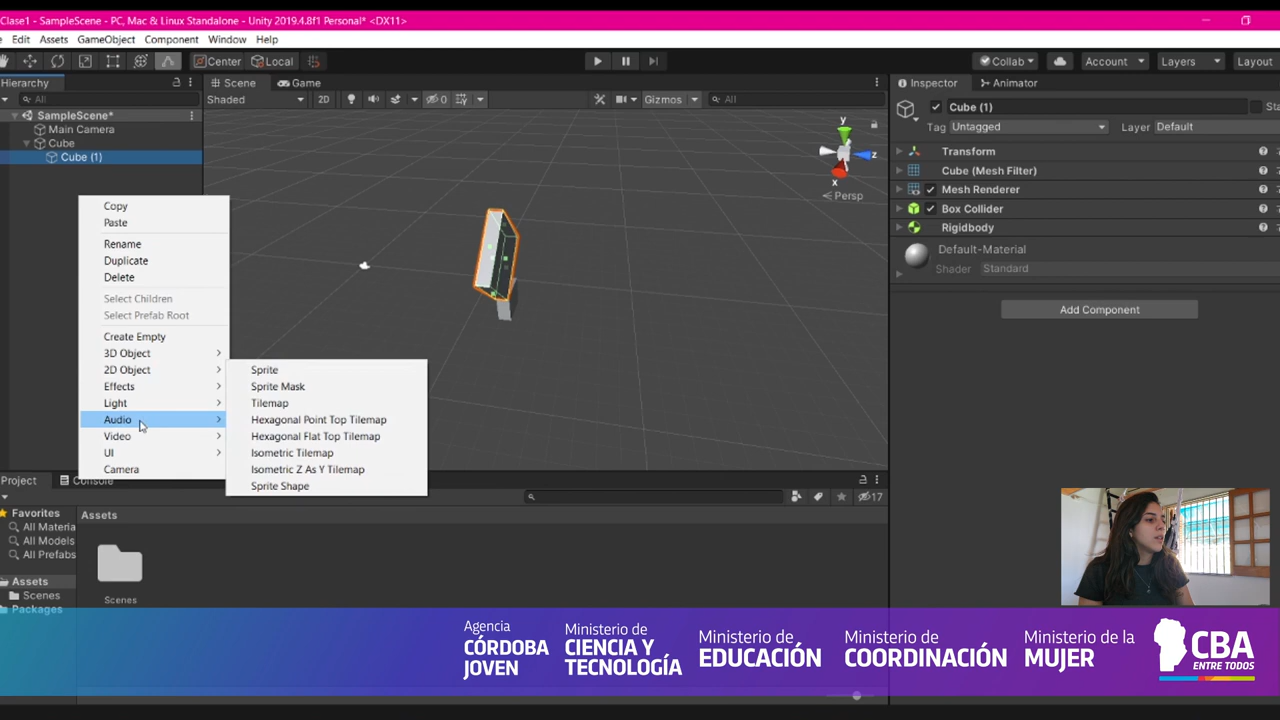 Clase1 - SampleScene - PC, Mac & Linux Standalone - Unity 2019.4.8f1 Personal* <DX11>
Edit Assets GameObject Component Window Help
Center Local
Collab Account Layers Layout
Hierarchy
All
SampleScene*
Main Camera
Cube
Cube (1)
Scene Game
Shaded 2D 0 Gizmos All
y
z
x
Persp
Inspector Animator
Cube (1) Sta
Tag Untagged Layer Default
Transform
Cube (Mesh Filter)
Mesh Renderer
Box Collider
Rigidbody
Default-Material
Shader Standard
Add Component
Copy
Paste
Rename
Duplicate
Delete
Select Children
Select Prefab Root
Create Empty
3D Object
2D Object
Effects
Light
Audio
Video
UI
Camera
Sprite
Sprite Mask
Tilemap
Hexagonal Point Top Tilemap
Hexagonal Flat Top Tilemap
Isometric Tilemap
Isometric Z As Y Tilemap
Sprite Shape
Project Console
17
Favorites
All Materia
All Models
All Prefabs
Assets
Scenes
Packages
Assets
Scenes
Agencia
CÓRDOBA
JOVEN
Ministerio de
CIENCIA Y
TECNOLOGÍA
Ministerio de
EDUCACIÓN
Ministerio de
COORDINACIÓN
Ministerio de la
MUJER
CBA
ENTRE TODOS